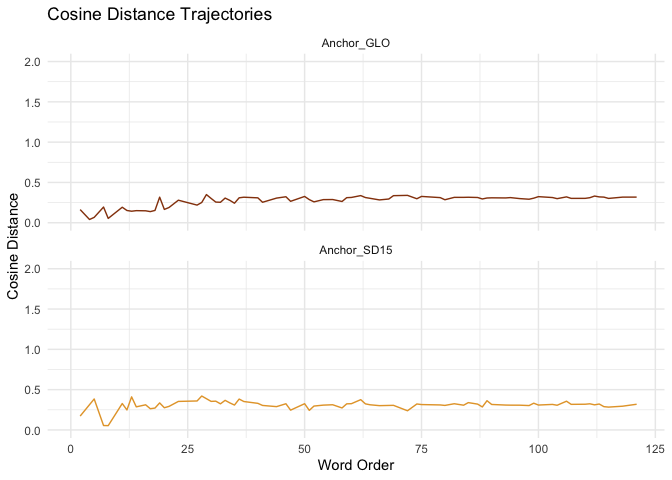 Cosine Distance Trajectories
Anchor_GLO
2.0
1.5
1.0
0.5
0.0
Anchor_SD15
2.0
1.5
1.0
0.5
0.0
Cosine Distance
0 25 50 75 100 125
Word Order